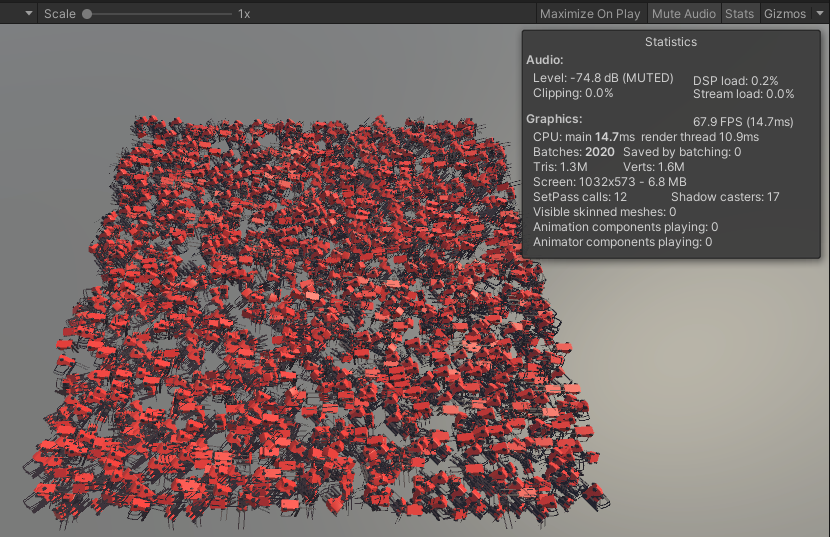 Scale 1x Maximize On Play Mute Audio Stats Gizmos
Statistics
Audio:
Level: -74.8 dB (MUTED) DSP load: 0.2%
Clipping: 0.0% Stream load: 0.0%
Graphics: 67.9 FPS (14.7ms)
CPU: main 14.7ms render thread 10.9ms
Batches: 2020 Saved by batching: 0
Tris: 1.3M Verts: 1.6M
Screen: 1032x573 - 6.8 MB
SetPass calls: 12 Shadow casters: 17
Visible skinned meshes: 0
Animation components playing: 0
Animator components playing: 0